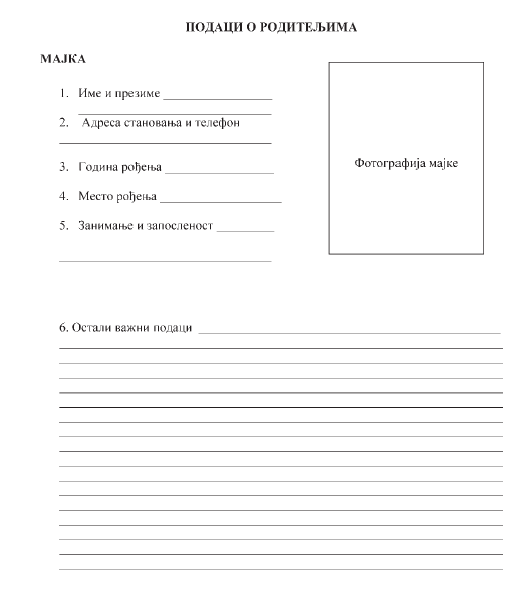 ПОДАЦИ О РОДИТЕЉИМА
МАЈКА
1. Име и презиме
2. Адреса становања и телефон
3. Година рођења
4. Место рођења
5. Занимање и запосленост
Фотографија мајке
6. Остали важни подаци